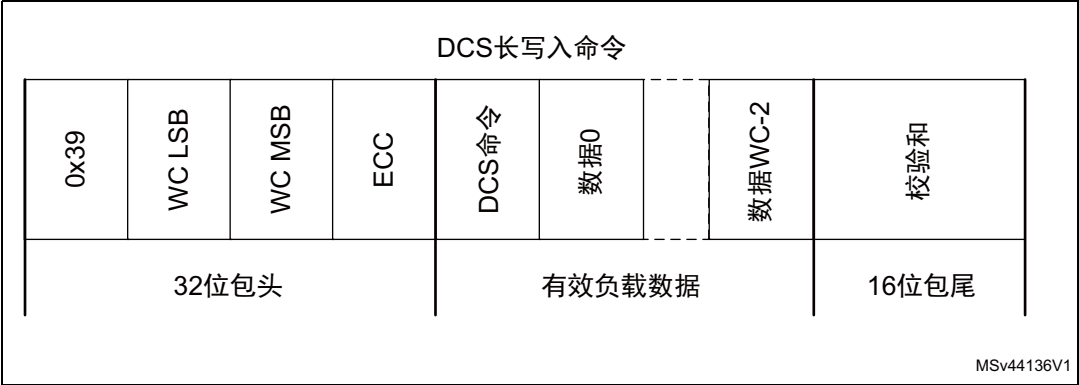 DCS长写入命令
0x39
WC LSB
WC MSB
ECC
DCS命令
数据0
数据WC-2
校验和
32位包头
有效负载数据
16位包尾
MSv44136V1